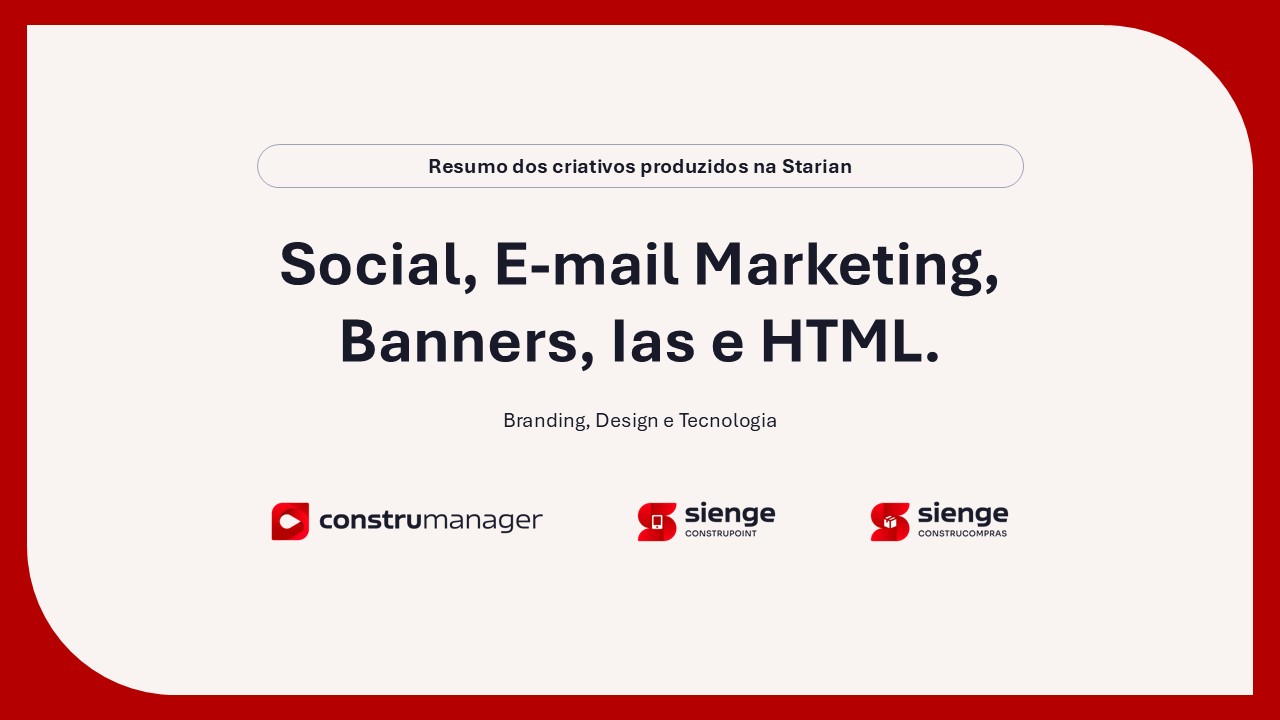 Resumo dos criativos produzidos na Starian
Social, E-mail Marketing,
Banners, Ias e HTML.
Branding, Design e Tecnologia
construmanager
sienge
CONSTRUPOINT
sienge
CONSTRUCOMPRAS